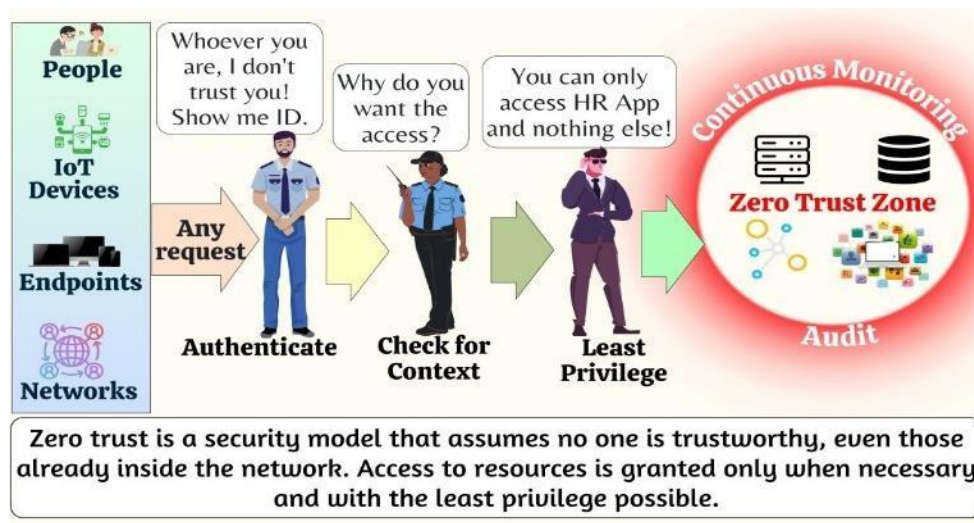 People
IoT
Devices
Endpoints
Networks
Any
request
Whoever you
are, I don't
trust you!
Show me ID.
Authenticate
Why do you
want the
access?
Check for
Context
You can only
access HR App
and nothing else!
Least
Privilege
Continuous Monitoring
Zero Trust Zone
Audit
Zero trust is a security model that assumes no one is trustworthy, even those
already inside the network. Access to resources is granted only when necessary
and with the least privilege possible.